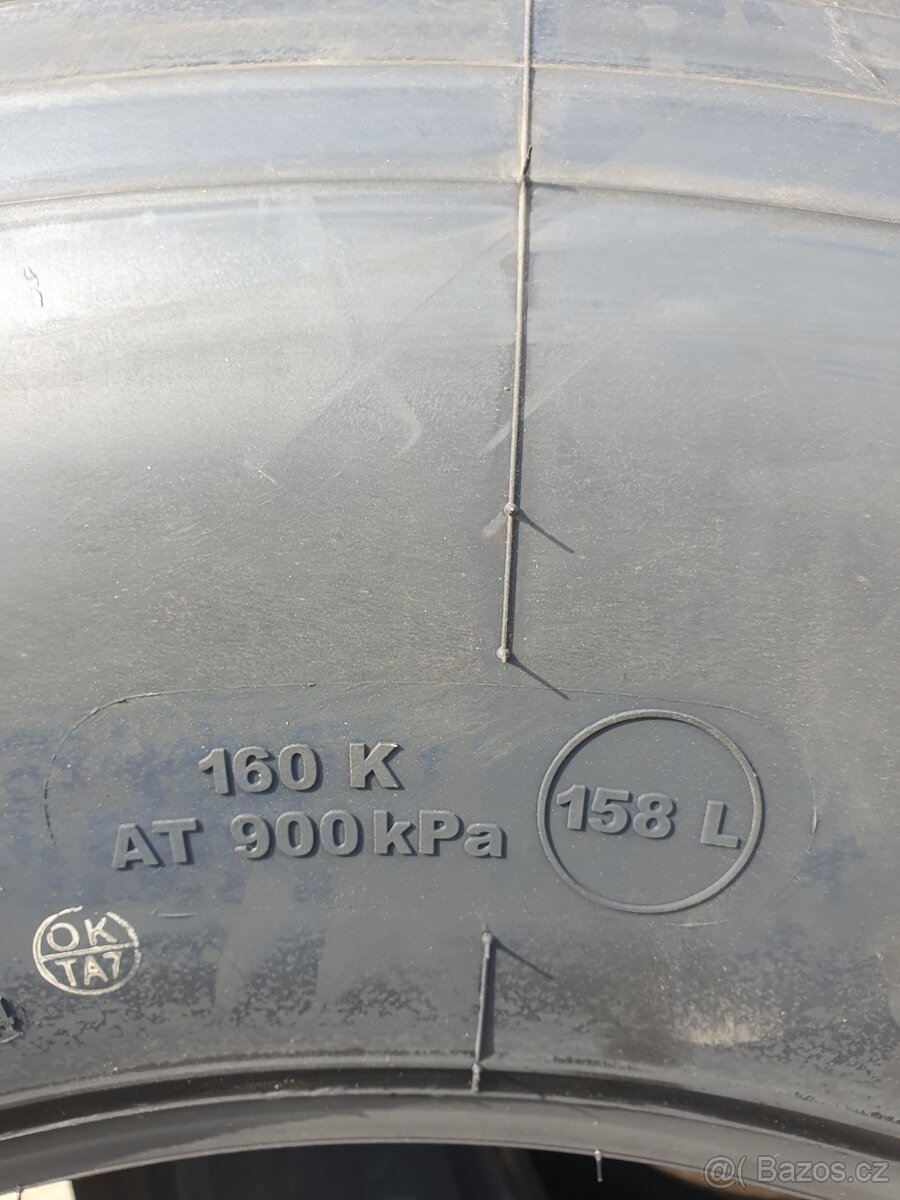 160 K
AT 900 kPa
158 L
OK
TA7
@( Bazos.cz